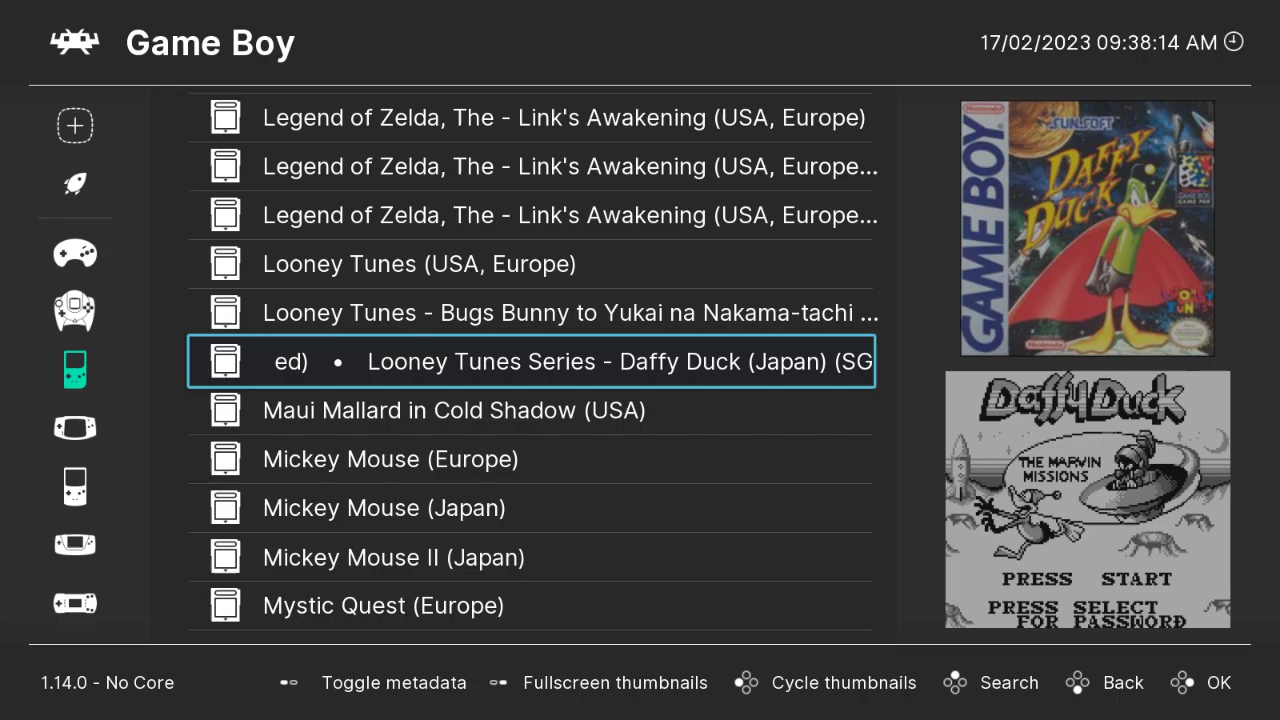 Game Boy
17/02/2023 09:38:14 AM
Legend of Zelda, The - Link's Awakening (USA, Europe)
Legend of Zelda, The - Link's Awakening (USA, Europe...
Legend of Zelda, The - Link's Awakening (USA, Europe...
Looney Tunes (USA, Europe)
Looney Tunes - Bugs Bunny to Yukai na Nakama-tachi ...
ed) • Looney Tunes Series - Daffy Duck (Japan) (SG
Maui Mallard in Cold Shadow (USA)
Mickey Mouse (Europe)
Mickey Mouse (Japan)
Mickey Mouse II (Japan)
Mystic Quest (Europe)
GAME BOY
SUNSOFT
DAFFY
DUCK
LOONEY
TUNES
Nintendo
Daffy Duck
THE MARVIN
MISSIONS
PRESS START
PRESS SELECT
FOR PASSWORD
1.14.0 - No Core
Toggle metadata
Fullscreen thumbnails
Cycle thumbnails
Search
Back
OK